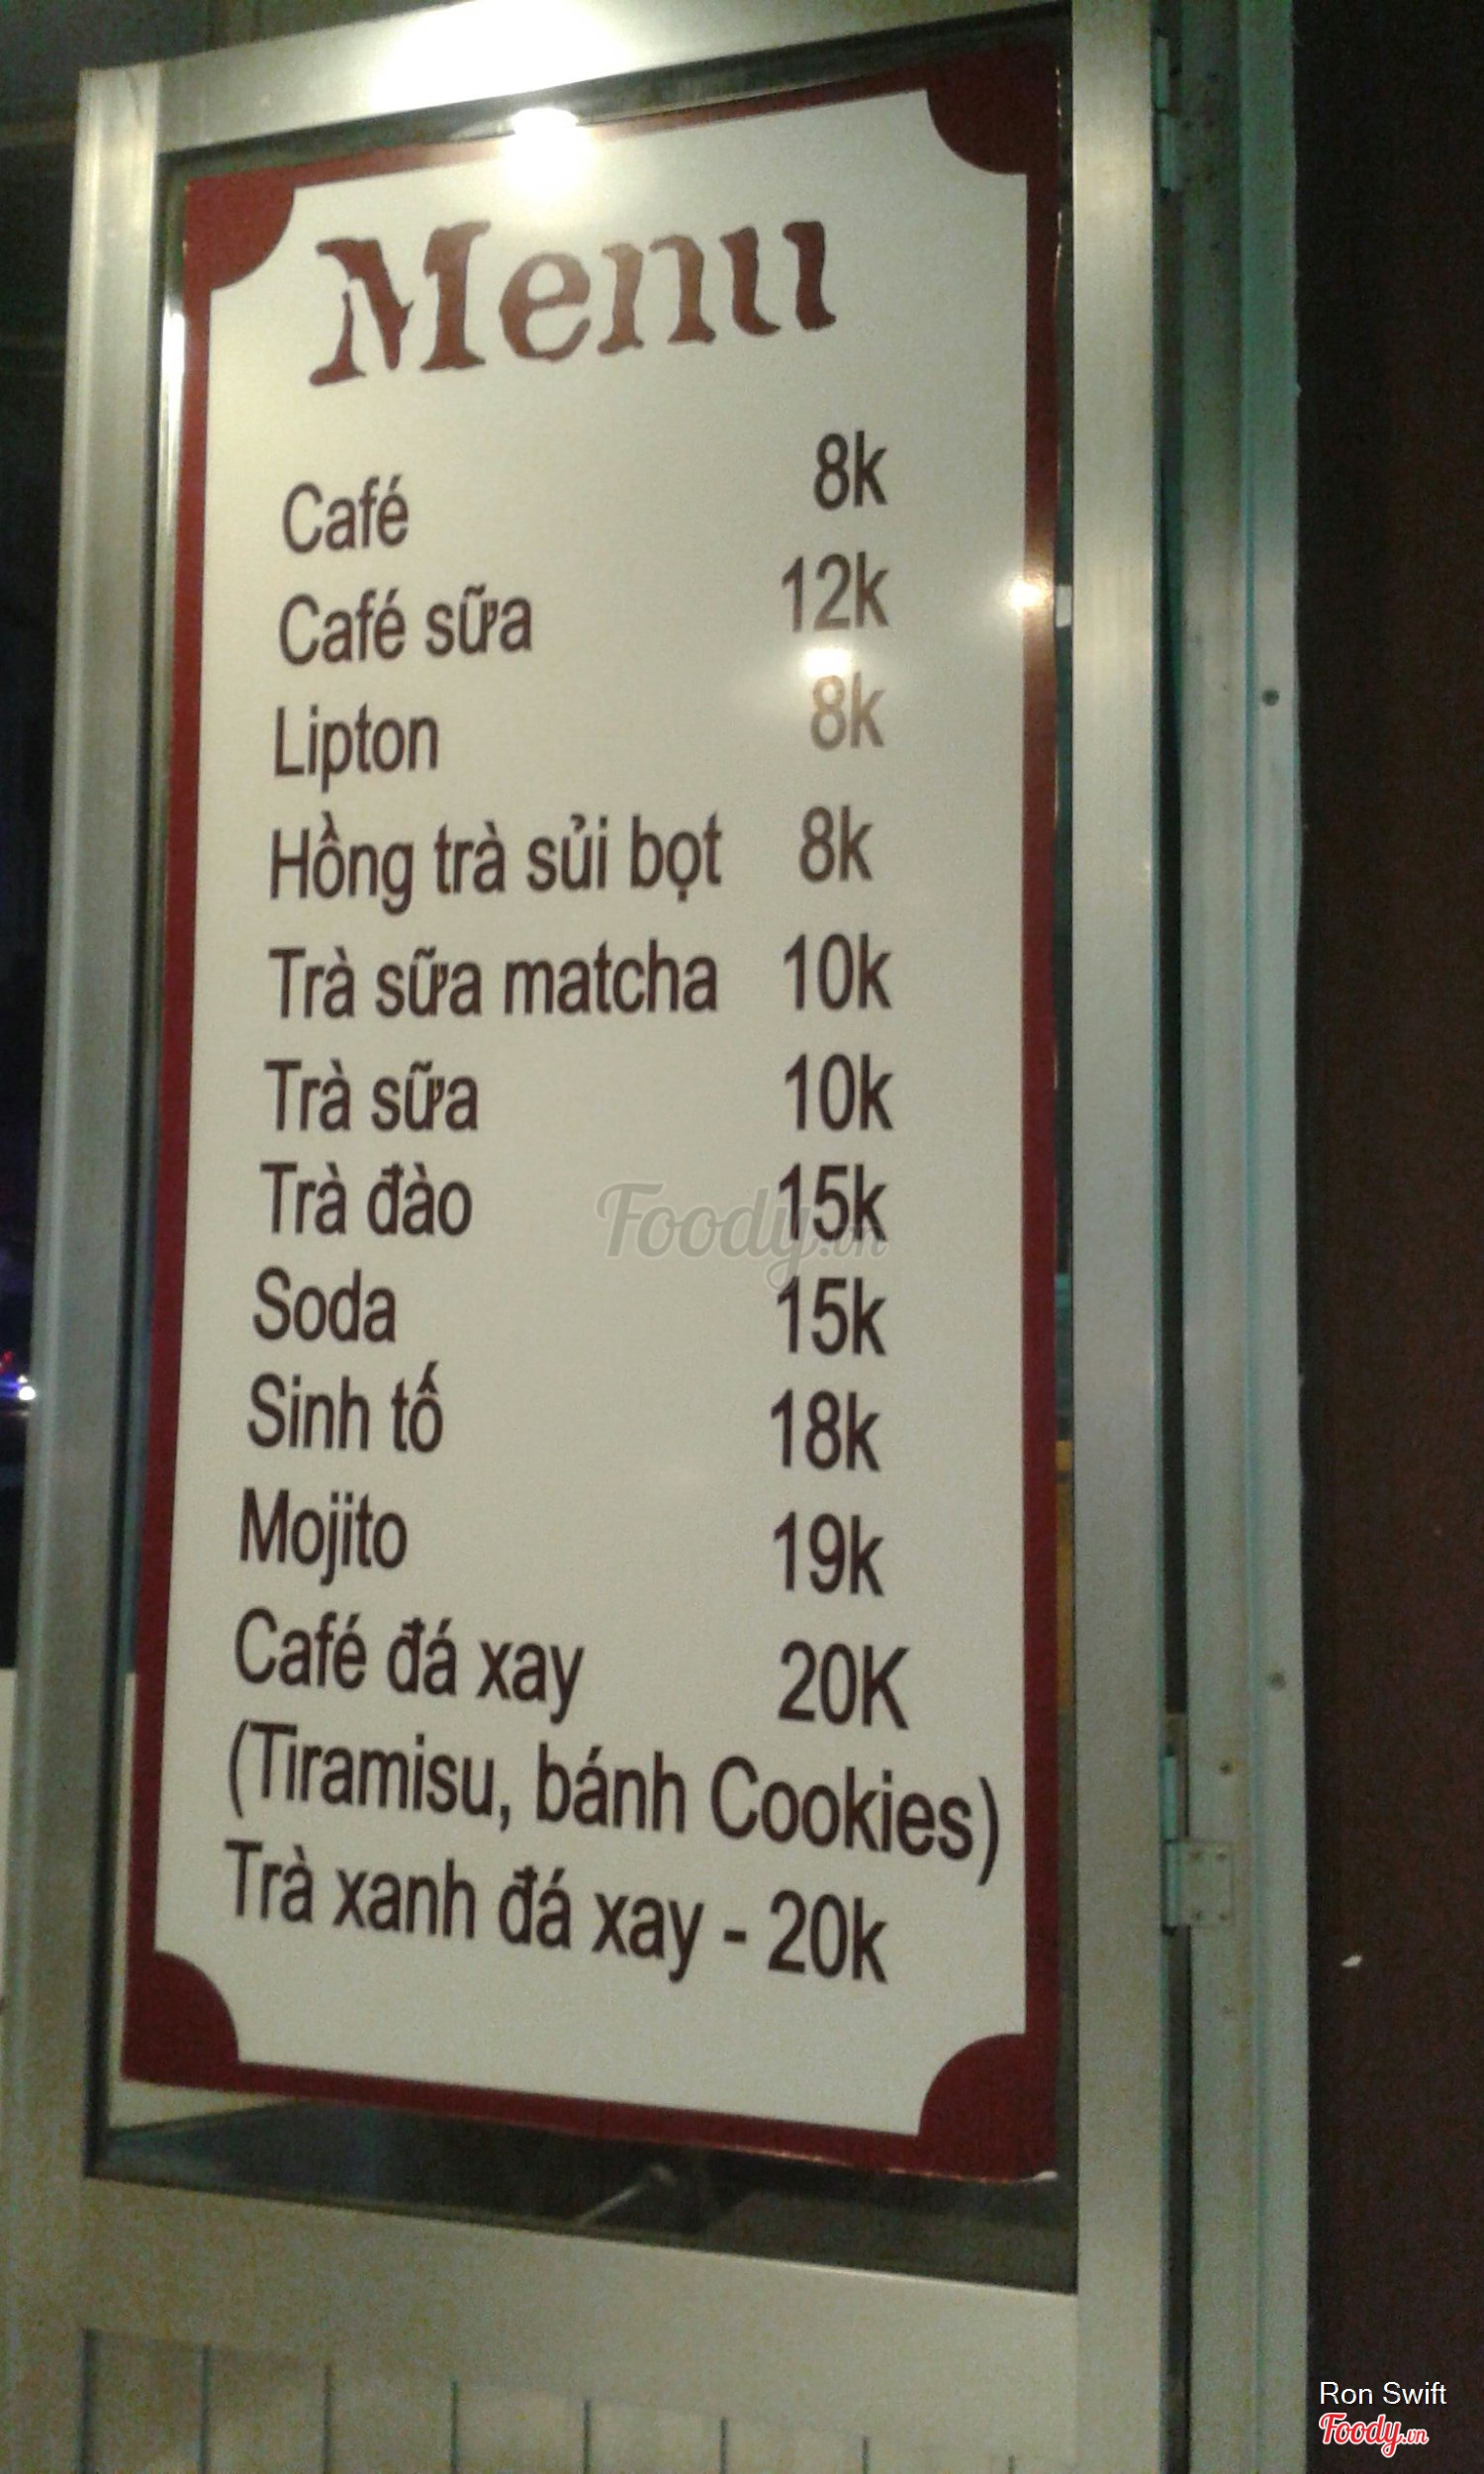 Menu
Café 8k
Café sữa 12k
Lipton 8k
Hồng trà sủi bọt 8k
Trà sữa matcha 10k
Trà sữa 10k
Trà đào 15k
Foody.vn
Soda 15k
Sinh tố 18k
Mojito 19k
Café đá xay 20K
(Tiramisu, bánh Cookies)
Trà xanh đá xay - 20k
Ron Swift
Foody.vn